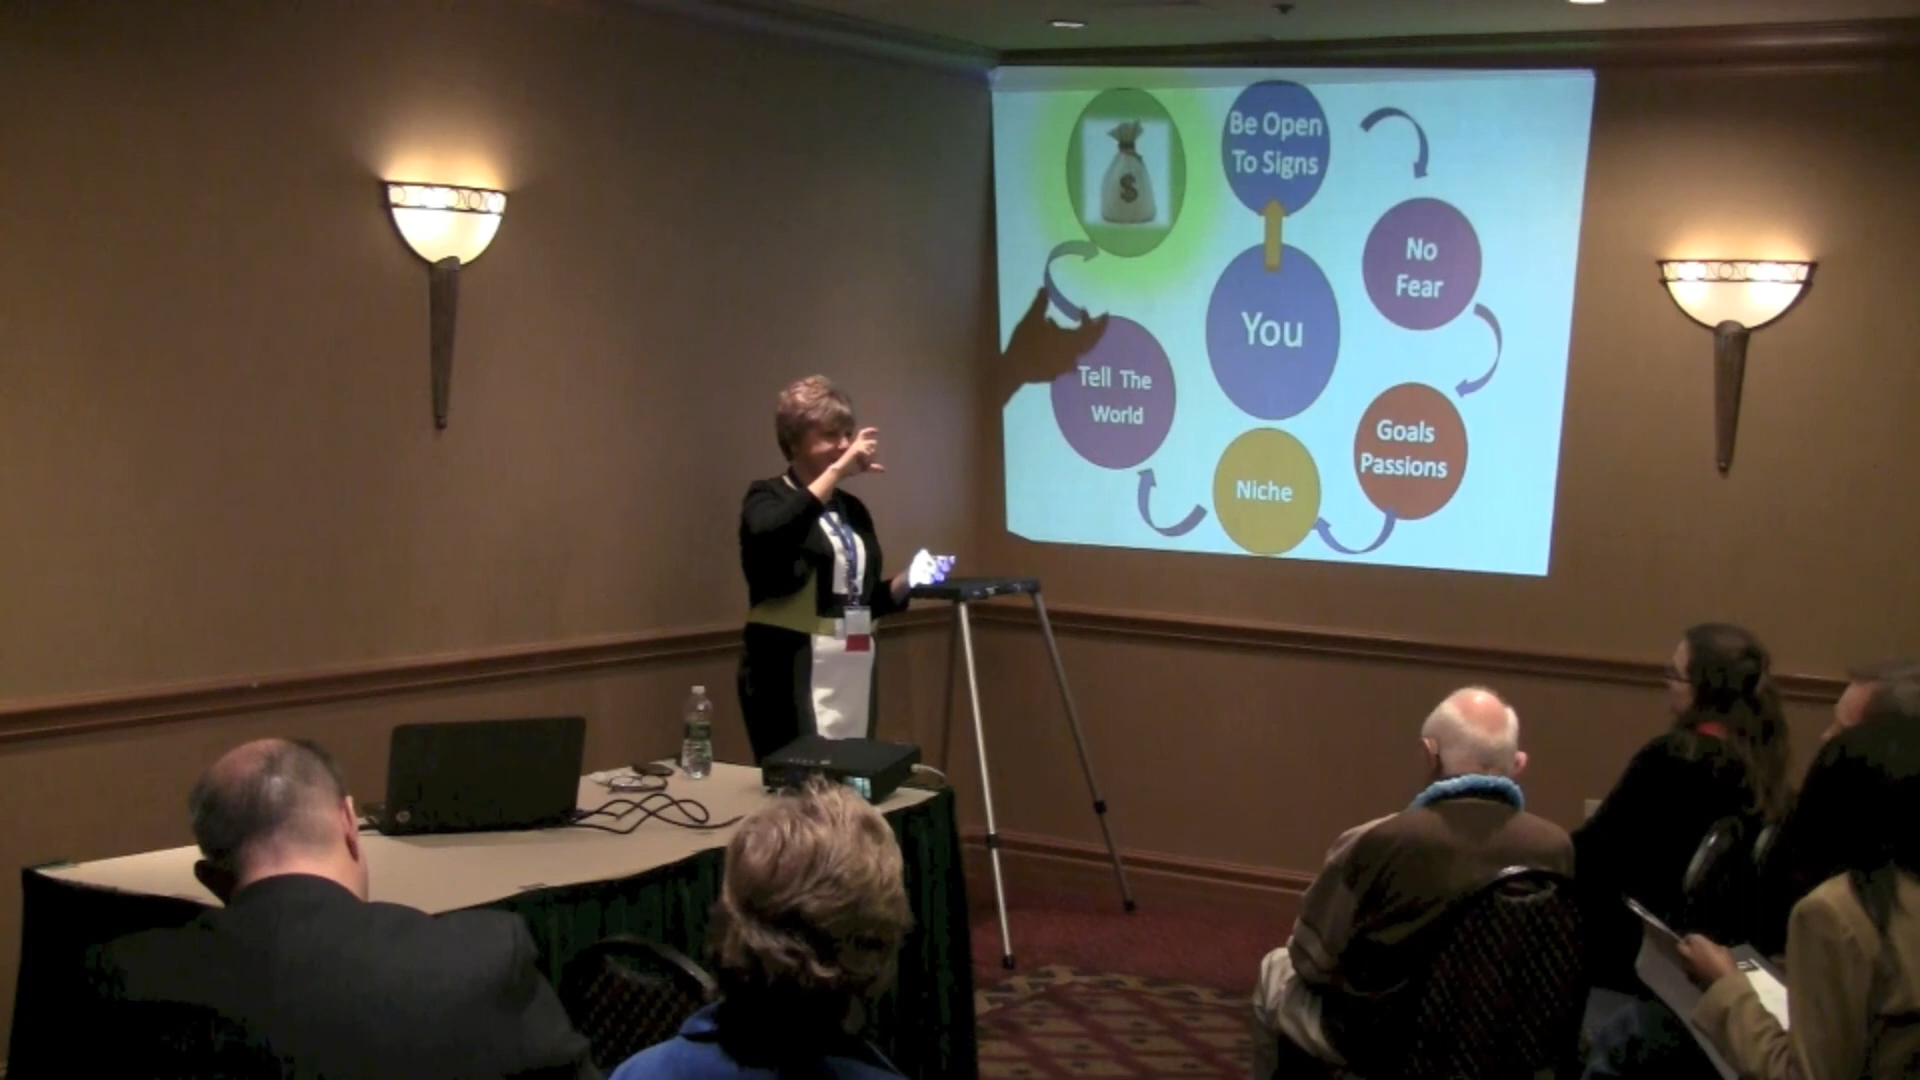 Be Open
To Signs
No
Fear
You
Tell The
World
Goals
Passions
Niche
$